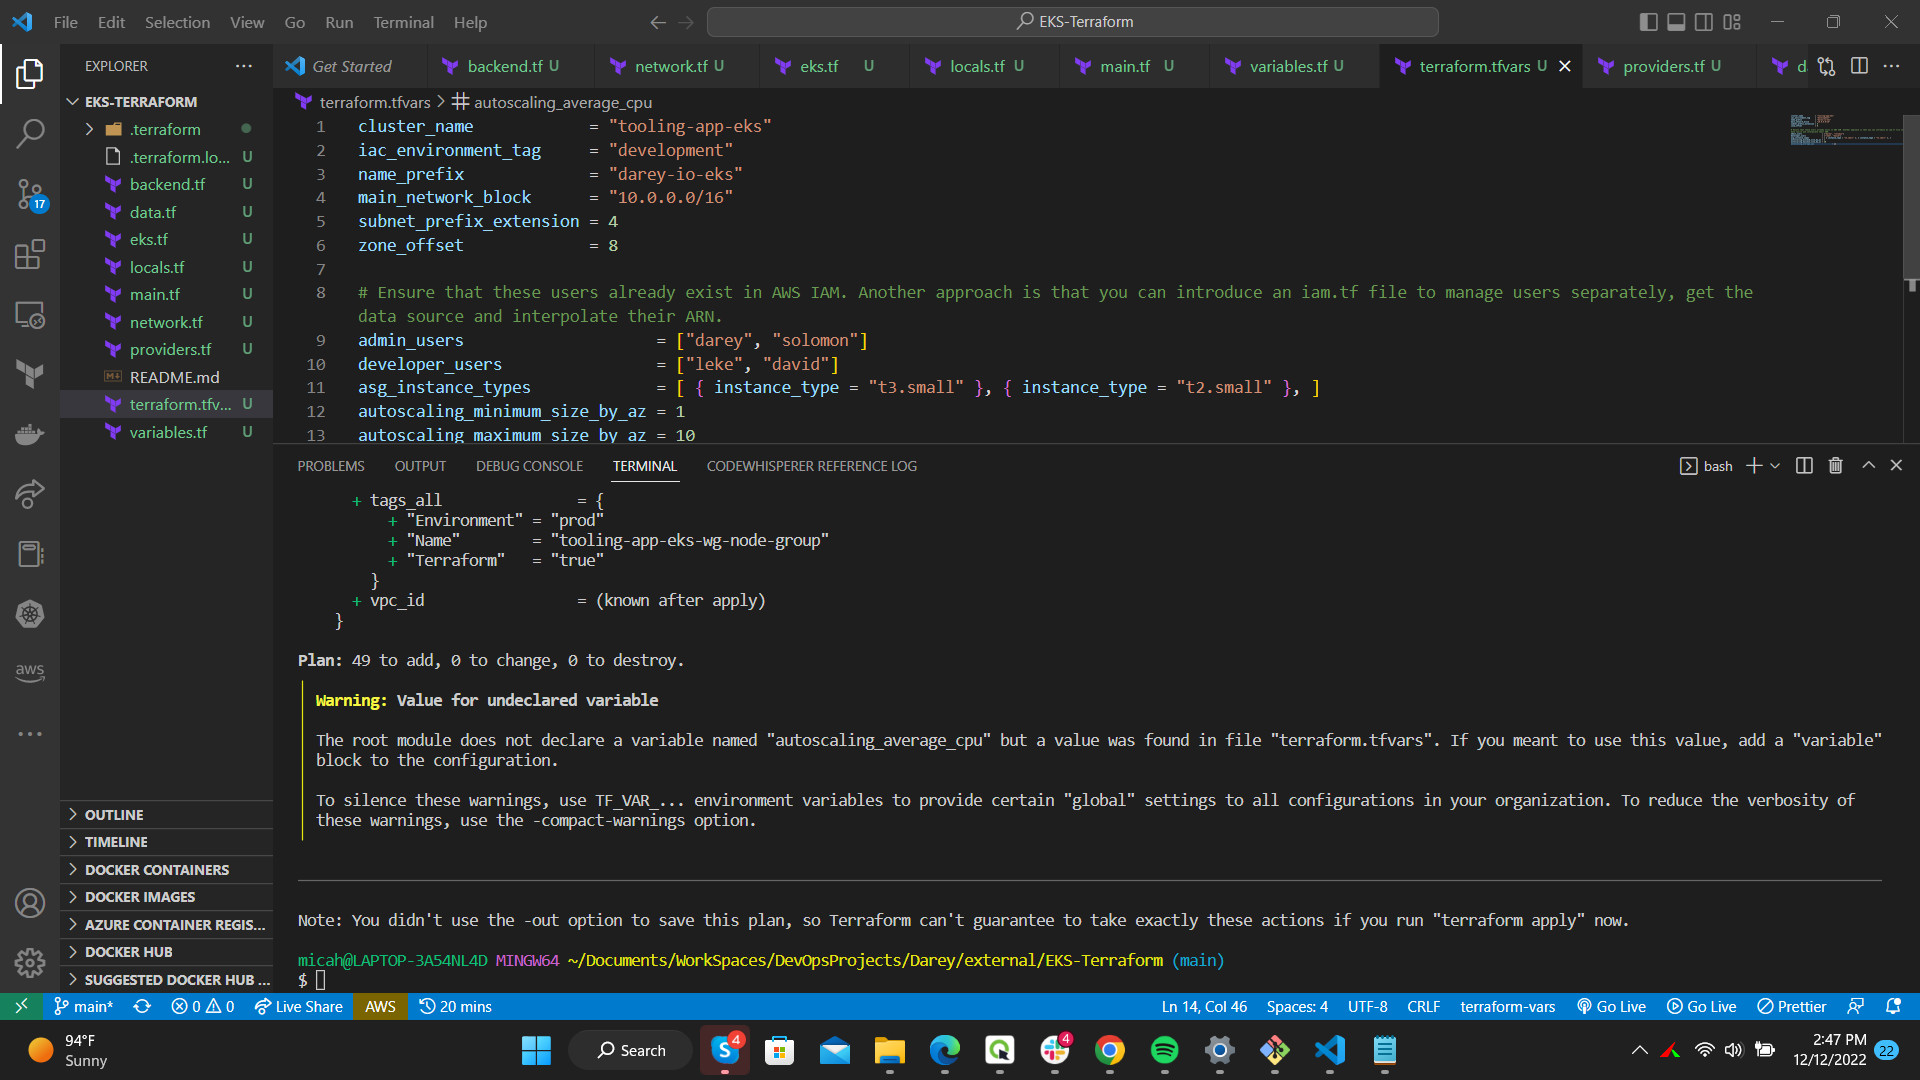 File Edit Selection View Go Run Terminal Help
EKS-Terraform
EXPLORER
EKS-TERRAFORM
.terraform
.terraform.lo... U
backend.tf U
data.tf U
eks.tf U
locals.tf U
main.tf U
network.tf U
providers.tf U
README.md
terraform.tfv... U
variables.tf U
OUTLINE
TIMELINE
DOCKER CONTAINERS
DOCKER IMAGES
AZURE CONTAINER REGIS...
DOCKER HUB
SUGGESTED DOCKER HUB ...
17
aws
Get Started backend.tf U network.tf U eks.tf U locals.tf U main.tf U variables.tf U terraform.tfvars U providers.tf U d
terraform.tfvars > autoscaling_average_cpu
1 cluster_name = "tooling-app-eks"
2 iac_environment_tag = "development"
3 name_prefix = "darey-io-eks"
4 main_network_block = "10.0.0.0/16"
5 subnet_prefix_extension = 4
6 zone_offset = 8
7
8 # Ensure that these users already exist in AWS IAM. Another approach is that you can introduce an iam.tf file to manage users separately, get the
data source and interpolate their ARN.
9 admin_users = ["darey", "solomon"]
10 developer_users = ["leke", "david"]
11 asg_instance_types = [ { instance_type = "t3.small" }, { instance_type = "t2.small" }, ]
12 autoscaling_minimum_size_by_az = 1
13 autoscaling_maximum_size_by_az = 10
PROBLEMS OUTPUT DEBUG CONSOLE TERMINAL CODEWHISPERER REFERENCE LOG
bash
+ tags_all = {
+ "Environment" = "prod"
+ "Name" = "tooling-app-eks-wg-node-group"
+ "Terraform" = "true"
}
+ vpc_id = (known after apply)
}
Plan: 49 to add, 0 to change, 0 to destroy.
Warning: Value for undeclared variable
The root module does not declare a variable named "autoscaling_average_cpu" but a value was found in file "terraform.tfvars". If you meant to use this value, add a "variable"
block to the configuration.
To silence these warnings, use TF_VAR_... environment variables to provide certain "global" settings to all configurations in your organization. To reduce the verbosity of
these warnings, use the -compact-warnings option.
Note: You didn't use the -out option to save this plan, so Terraform can't guarantee to take exactly these actions if you run "terraform apply" now.
micah@LAPTOP-3A54NL4D MINGW64 ~/Documents/WorkSpaces/DevOpsProjects/Darey/external/EKS-Terraform (main)
$
main* 0 0 Live Share AWS 20 mins Ln 14, Col 46 Spaces: 4 UTF-8 CRLF terraform-vars Go Live Go Live Prettier
94°F
Sunny
Search
4
4
2:47 PM
12/12/2022
22